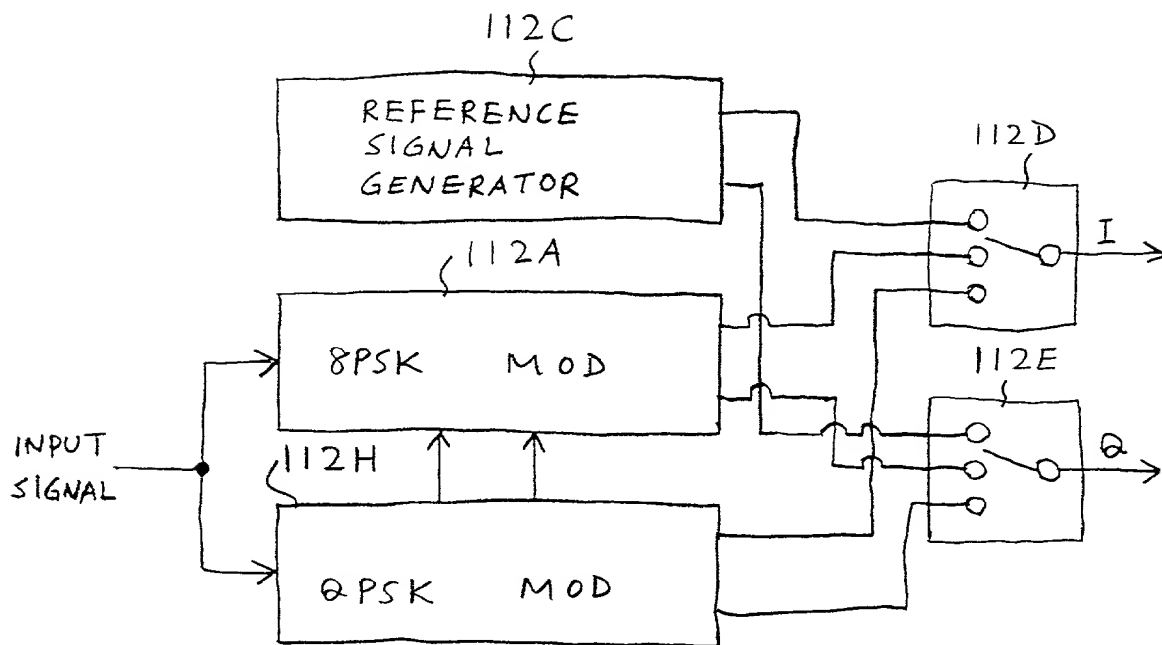 112C
REFERENCE
SIGNAL
GENERATOR
112D
I
112A
8PSK MOD
112E
Q
INPUT
SIGNAL
112H
QPSK MOD